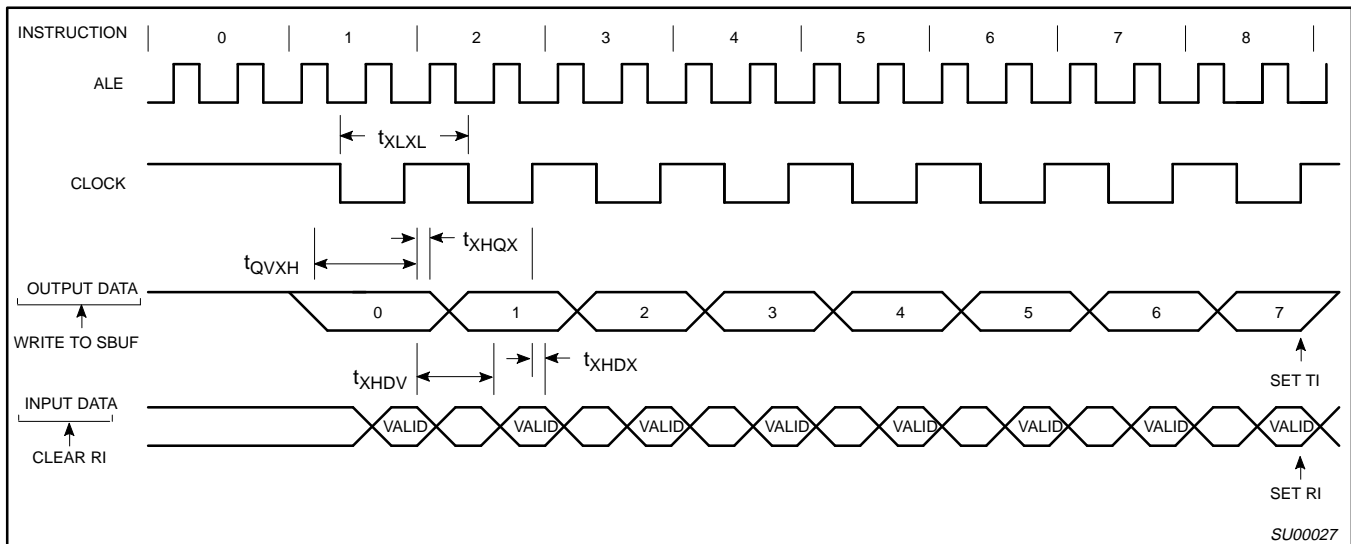 INSTRUCTION 0 1 2 3 4 5 6 7 8
ALE
tXLXL
CLOCK
tXHQX
tQVXH
OUTPUT DATA
0 1 2 3 4 5 6 7
WRITE TO SBUF
tXHDX
tXHDV
SET TI
INPUT DATA
VALID VALID VALID VALID VALID VALID VALID VALID
CLEAR RI
SET RI
SU00027